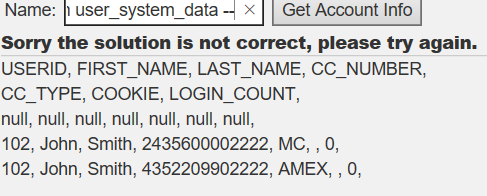 Name: user_system_data -- × Get Account Info
Sorry the solution is not correct, please try again.
USERID, FIRST_NAME, LAST_NAME, CC_NUMBER,
CC_TYPE, COOKIE, LOGIN_COUNT,
null, null, null, null, null, null, null,
102, John, Smith, 2435600002222, MC, , 0,
102, John, Smith, 4352209902222, AMEX, , 0,